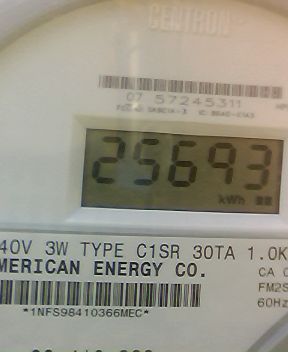 CENTRON
07 57245311
25693
kWh
40V 3W TYPE C1SR 30TA 1.0K
MERICAN ENERGY CO.
CA 0
FM2S
60Hz
*1NFS98410366MEC*